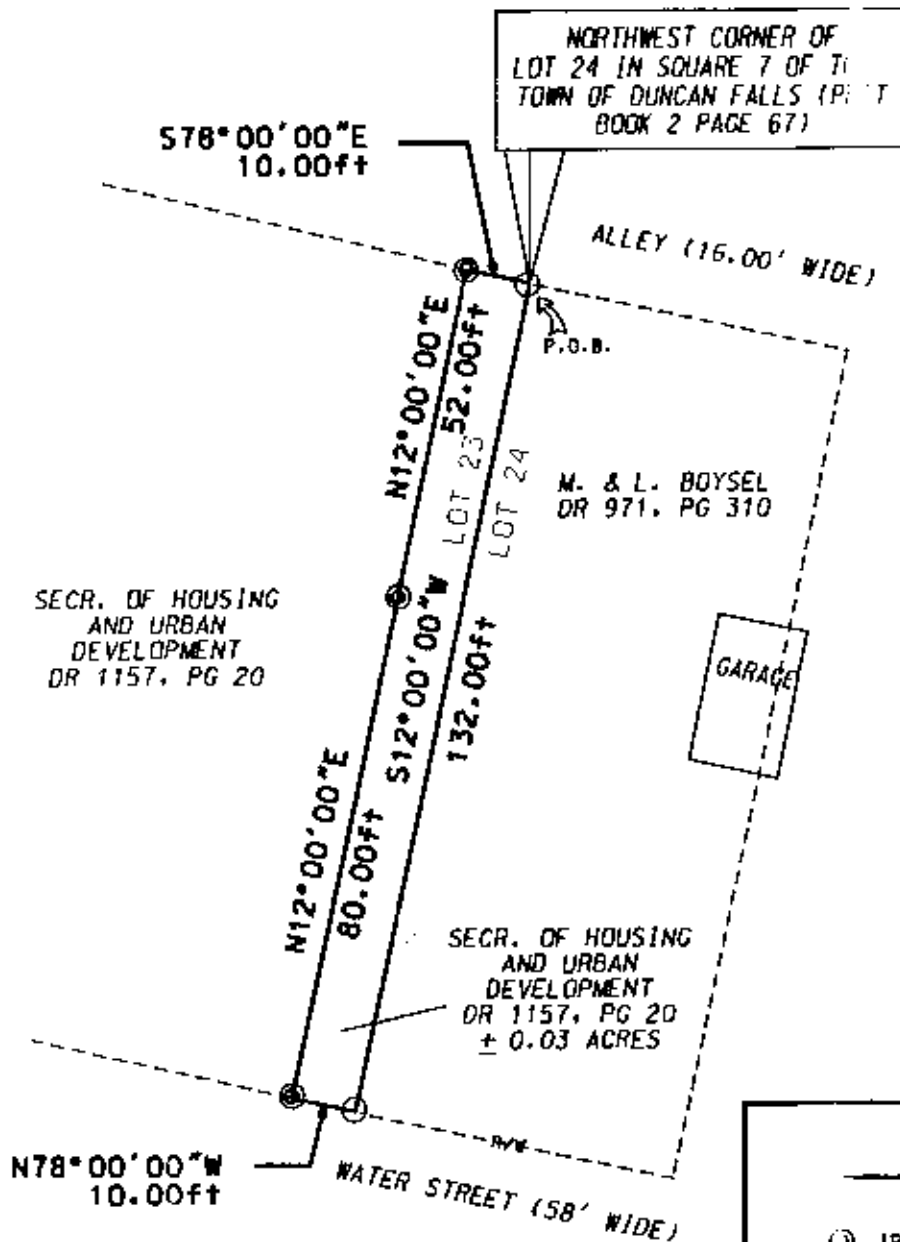 NORTHWEST CORNER OF
LOT 24 IN SQUARE 7 OF
TOWN OF DUNCAN FALLS
BOOK 2 PAGE 67)
S78°00'00"E
10.00ft
ALLEY (16.00' WIDE)
P.O.B.
N12°00'00"E
52.00ft
LOT 23
LOT 24
M. & L. BOYSEL
DR 971, PG 310
SECR. OF HOUSING
AND URBAN
DEVELOPMENT
DR 1157, PG 20
GARAGE
S12°00'00"W
132.00ft
N12°00'00"E
80.00ft
SECR. OF HOUSING
AND URBAN
DEVELOPMENT
DR 1157, PG 20
± 0.03 ACRES
R/W
N78°00'00"W
10.00ft
WATER STREET (58' WIDE)